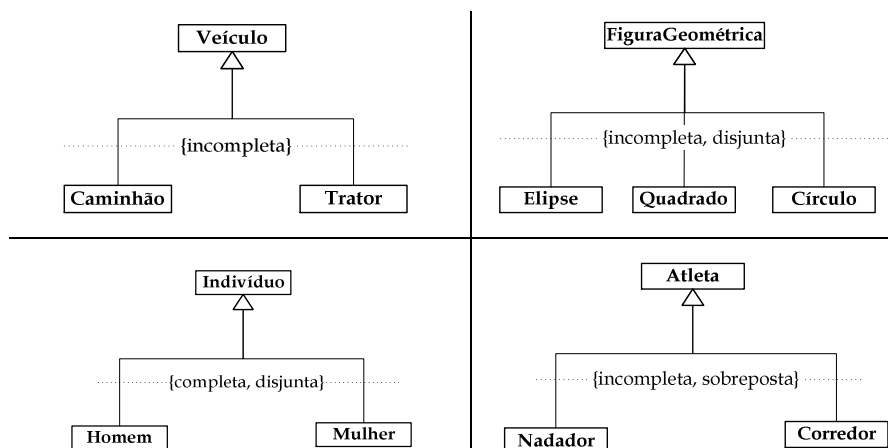 Veículo
{incompleta}
Caminhão
Trator
FiguraGeométrica
{incompleta, disjunta}
Elipse
Quadrado
Círculo
Indivíduo
{completa, disjunta}
Homem
Mulher
Atleta
{incompleta, sobreposta}
Nadador
Corredor